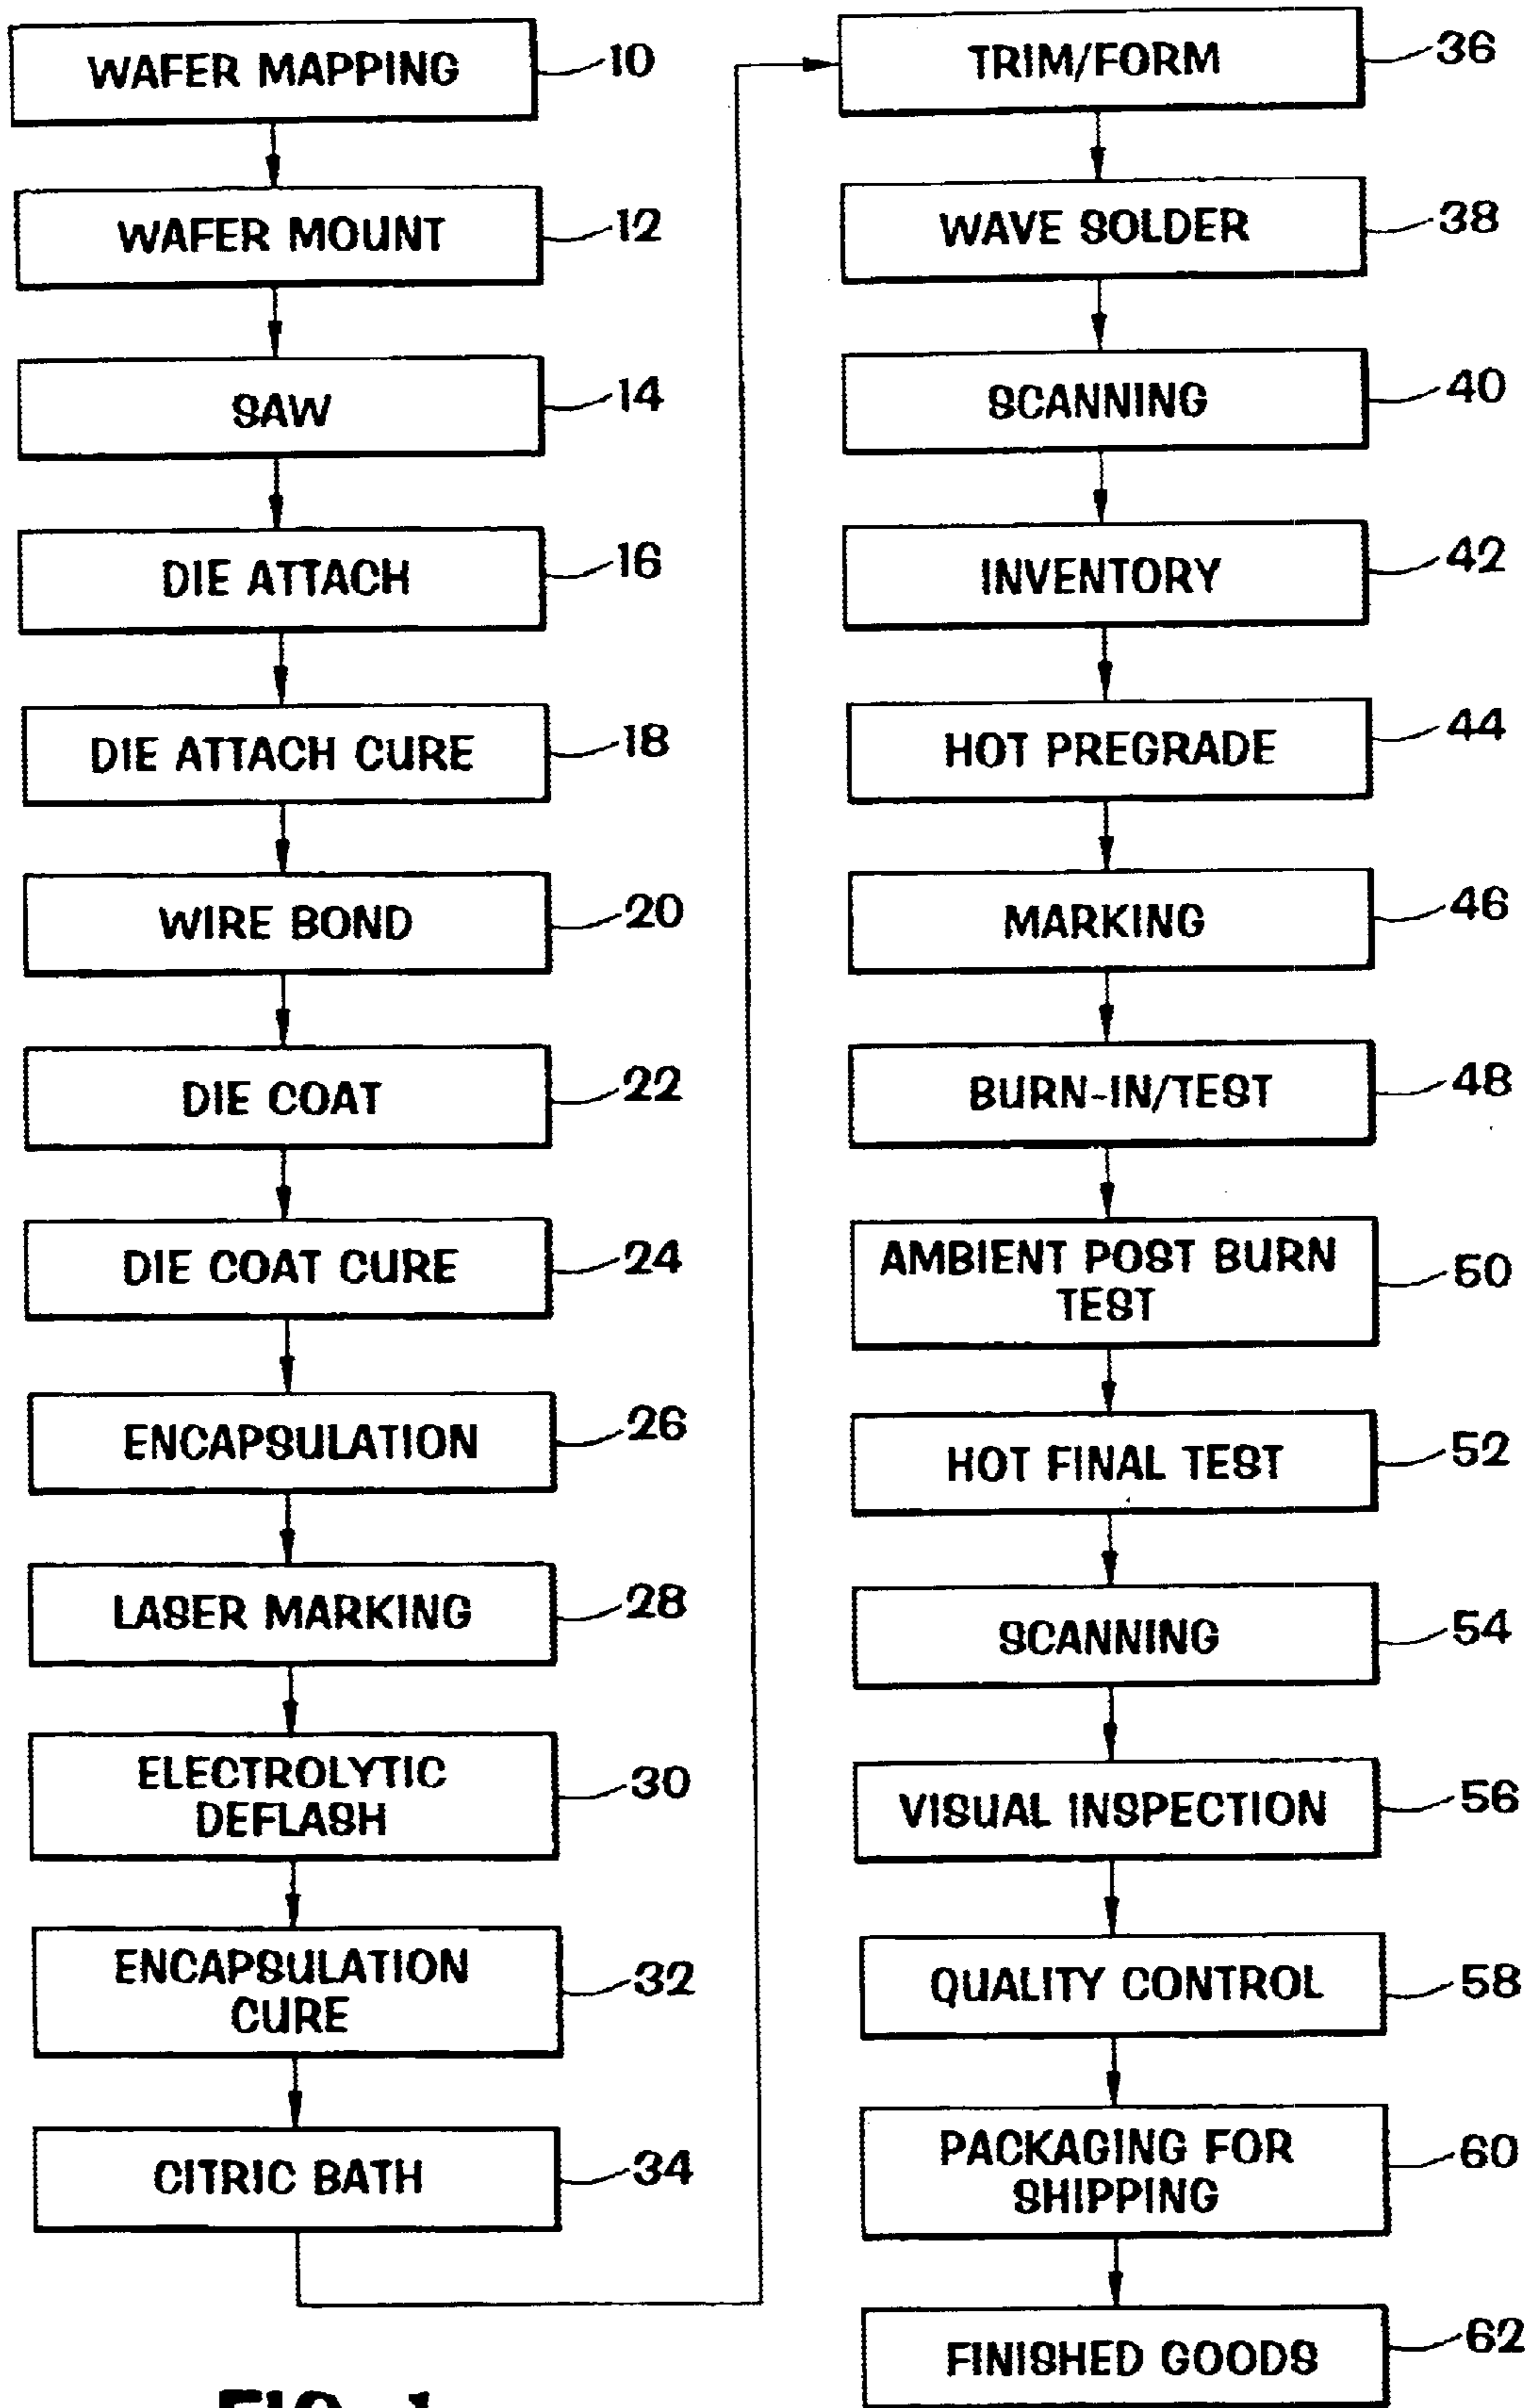 WAFER MAPPING
10
WAFER MOUNT
12
SAW
14
DIE ATTACH
16
DIE ATTACH CURE
18
WIRE BOND
20
DIE COAT
22
DIE COAT CURE
24
ENCAPSULATION
26
LASER MARKING
28
ELECTROLYTIC
DEFLASH
30
ENCAPSULATION
CURE
32
CITRIC BATH
34
TRIM/FORM
36
WAVE SOLDER
38
SCANNING
40
INVENTORY
42
HOT PREGRADE
44
MARKING
46
BURN-IN/TEST
48
AMBIENT POST BURN
TEST
50
HOT FINAL TEST
52
SCANNING
54
VISUAL INSPECTION
56
QUALITY CONTROL
58
PACKAGING FOR
SHIPPING
60
FINISHED GOODS
62
FIG. 1